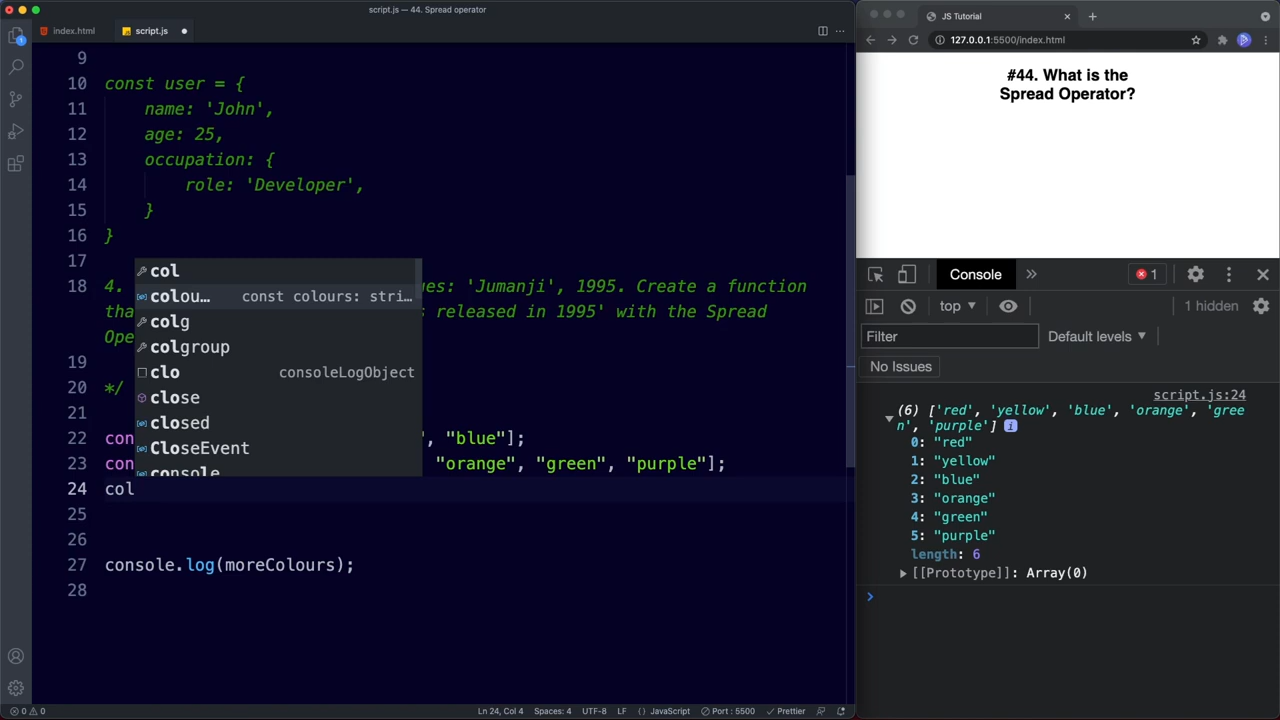 script.js — 44. Spread operator
index.html
script.js
9
10 const user = {
11 name: 'John',
12 age: 25,
13 occupation: {
14 role: 'Developer',
15 }
16 }
17
18 4. ues: 'Jumanji', 1995. Create a function
tha s released in 1995' with the Spread
Ope
19
20 */
21
22 con ", "blue"];
23 con "orange", "green", "purple"];
24 col
25
26
27 console.log(moreColours);
28
col
colou… const colours: stri…
colg
colgroup
clo consoleLogObject
close
closed
CloseEvent
console
Ln 24, Col 4 Spaces: 4 UTF-8 LF {} JavaScript Port : 5500 Prettier
0 0
1
JS Tutorial
127.0.0.1:5500/index.html
#44. What is the
Spread Operator?
Console
1
top
1 hidden
Filter
Default levels
No Issues
script.js:24
(6) ['red', 'yellow', 'blue', 'orange', 'gree
n', 'purple'] i
0: "red"
1: "yellow"
2: "blue"
3: "orange"
4: "green"
5: "purple"
length: 6
[[Prototype]]: Array(0)